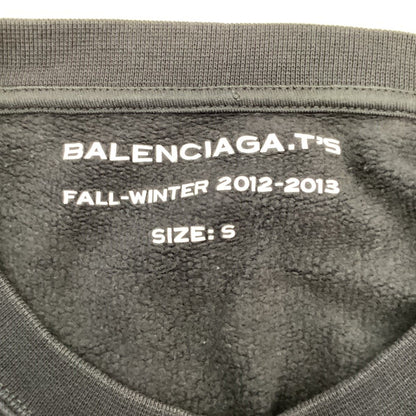 BALENCIAGA.T'S
FALL-WINTER 2012-2013
SIZE: S